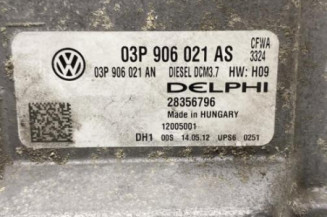 03P 906 021 AS CFWA
3324
03P 906 021 AN DIESEL DCM3.7 HW: H09
DELPHI
28356796
Made in HUNGARY
12005001
DH1 00S 14.05.12 UPS6 0251